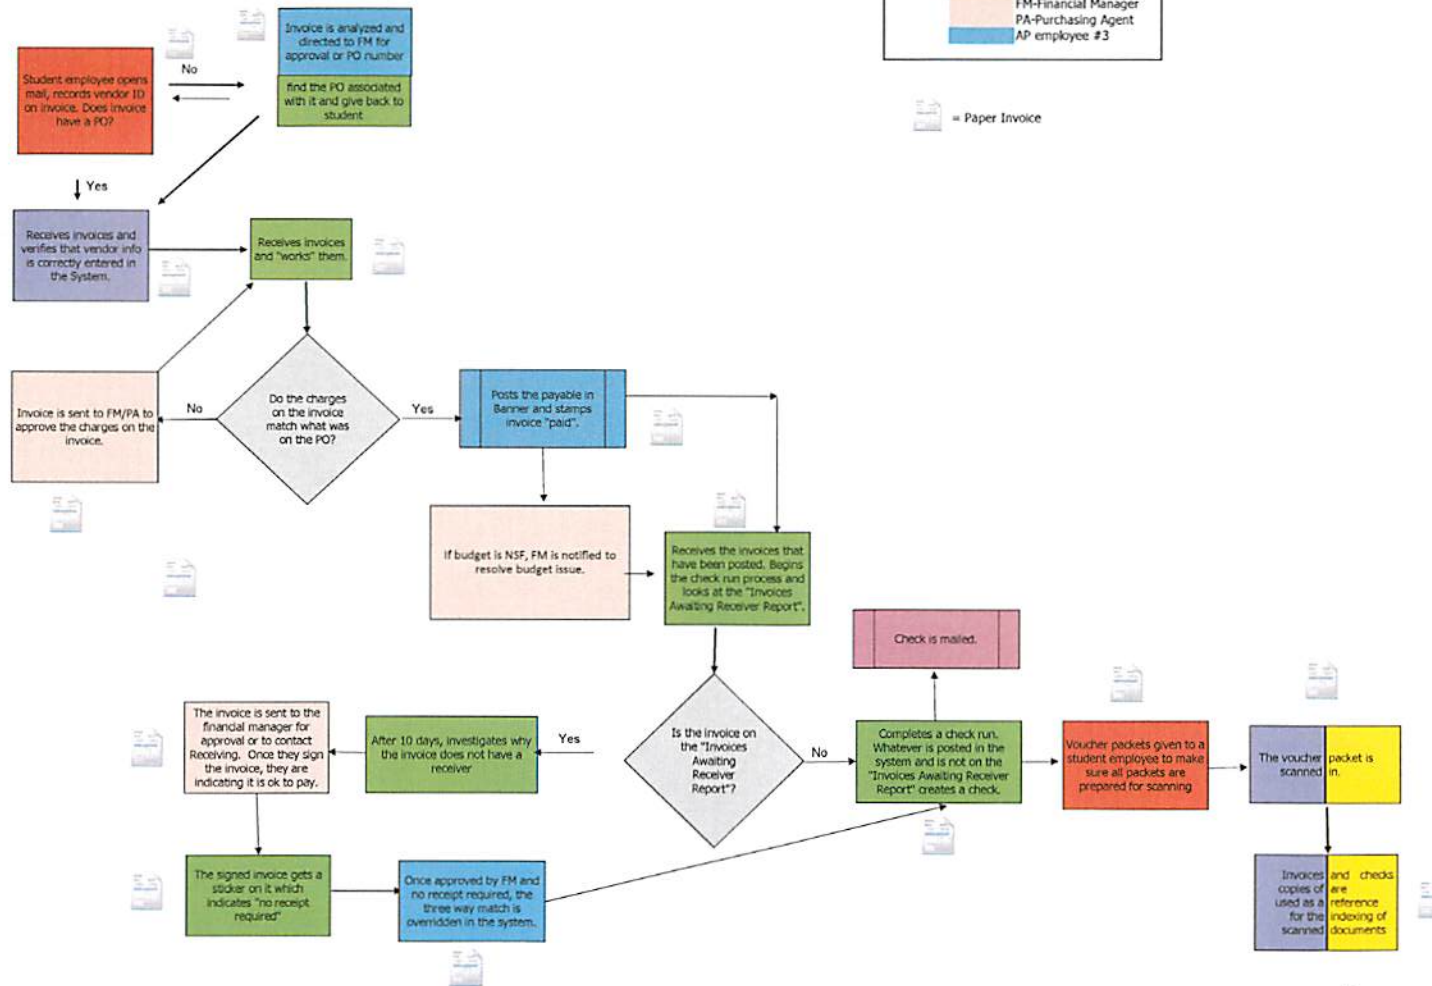 FM-Financial Manager
PA-Purchasing Agent
AP employee #3
= Paper Invoice
Student employee opens
mail, records vendor ID
on invoice. Does invoice
have a PO?
No
Invoice is analyzed and
directed to FM for
approval or PO number
find the PO associated
with it and give back to
student
Yes
Receives invoices and
verifies that vendor info
is correctly entered in
the System.
Receives invoices
and "works" them.
Invoice is sent to FM/PA to
approve the charges on the
invoice.
No
Do the charges
on the invoice
match what was
on the PO?
Yes
Posts the payable in
Banner and stamps
invoice "paid".
If budget is NSF, FM is notified to
resolve budget issue.
Receives the invoices that
have been posted. Begins
the check run process and
looks at the "Invoices
Awaiting Receiver Report".
Check is mailed.
The invoice is sent to the
financial manager for
approval or to contact
Receiving. Once they sign
the invoice, they are
indicating it is ok to pay.
After 10 days, investigates why
the invoice does not have a
receiver
Yes
Is the invoice on
the "Invoices
Awaiting
Receiver
Report"?
No
Completes a check run.
Whatever is posted in the
system and is not on the
"Invoices Awaiting Receiver
Report" creates a check.
Voucher packets given to a
student employee to make
sure all packets are
prepared for scanning
The voucher packet is
scanned in.
The signed invoice gets a
sticker on it which
indicates "no receipt
required"
Once approved by FM and
no receipt required, the
three way match is
overridden in the system.
Invoices and checks
copies of are
used as a reference
for the indexing of
scanned documents